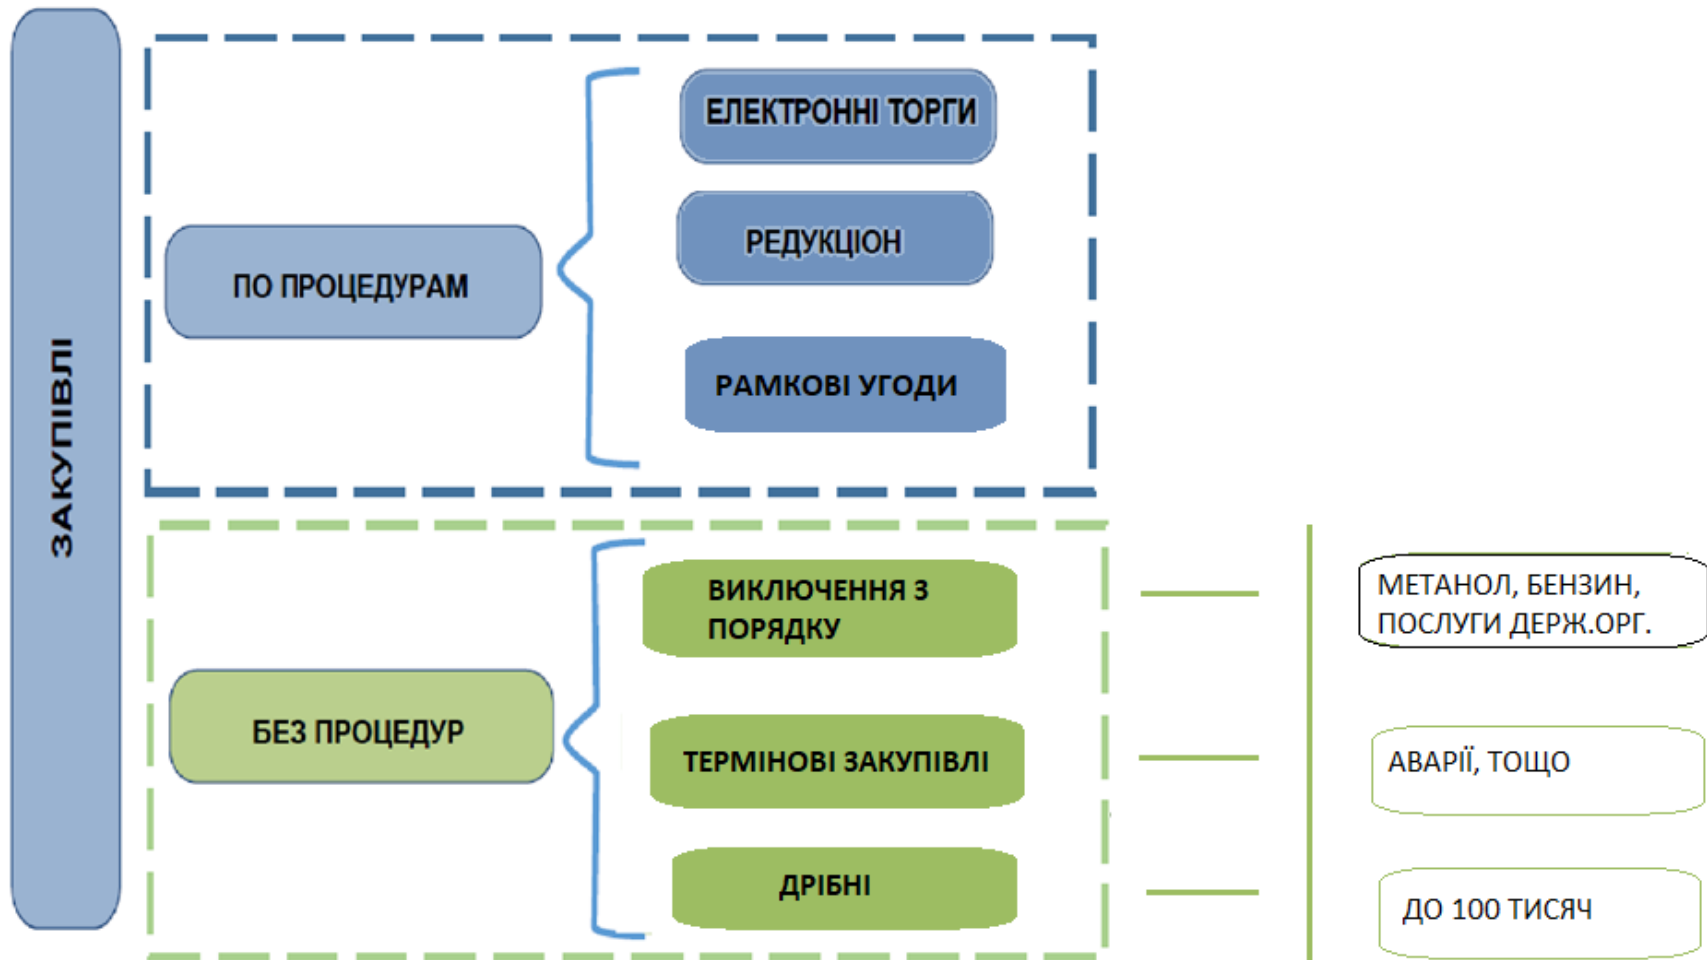 ЗАКУПІВЛІ
ПО ПРОЦЕДУРАМ
ЕЛЕКТРОННІ ТОРГИ
РЕДУКЦІОН
РАМКОВІ УГОДИ
БЕЗ ПРОЦЕДУР
ВИКЛЮЧЕННЯ З
ПОРЯДКУ
МЕТАНОЛ, БЕНЗИН,
ПОСЛУГИ ДЕРЖ.ОРГ.
ТЕРМІНОВІ ЗАКУПІВЛІ
АВАРІЇ, ТОЩО
ДРІБНІ
ДО 100 ТИСЯЧ